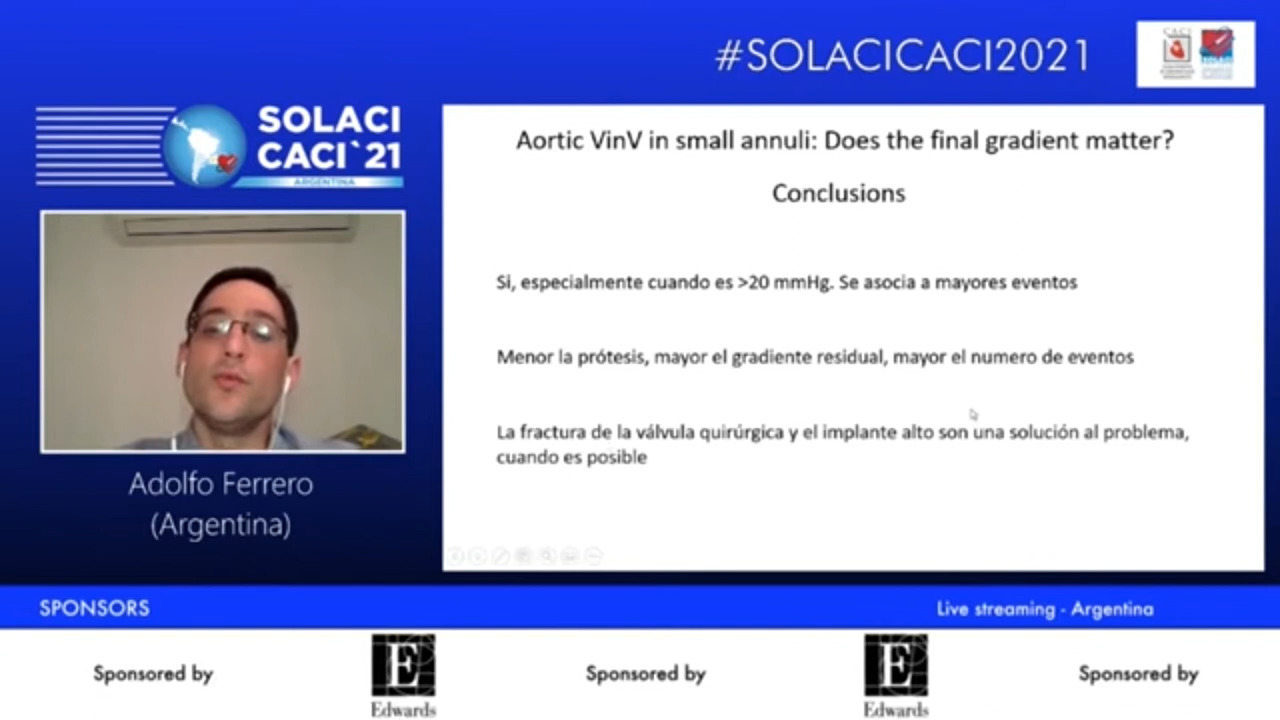 #SOLACICACI2021
CACI
SOLACI
SOLACI
CACI`21
ARGENTINA
Aortic VinV in small annuli: Does the final gradient matter?
Conclusions
Si, especialmente cuando es >20 mmHg. Se asocia a mayores eventos
Menor la prótesis, mayor el gradiente residual, mayor el numero de eventos
La fractura de la válvula quirúrgica y el implante alto son una solución al problema,
cuando es posible
Adolfo Ferrero
(Argentina)
SPONSORS
Live streaming - Argentina
Sponsored by
E
Edwards
Sponsored by
E
Edwards
Sponsored by